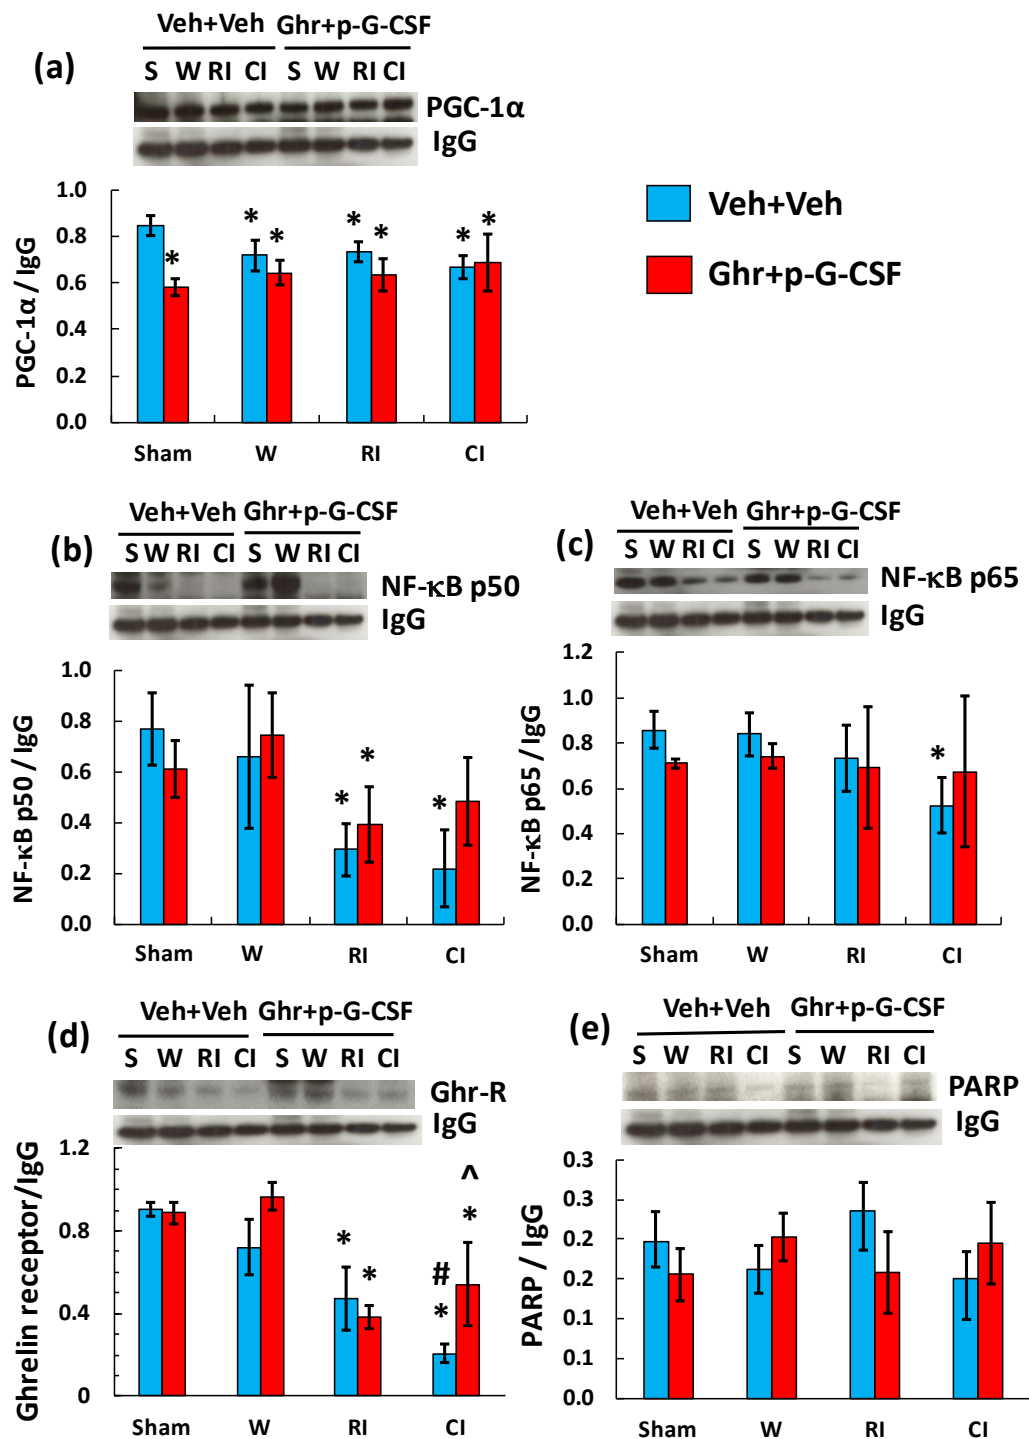 Veh+Veh Ghr+p-G-CSF
(a)
S W RI CI S W RI CI
PGC-1α
IgG
PGC-1α / IgG
1.0
0.8
0.6
0.4
0.2
0.0
* * * * * * *
Sham W RI CI
Veh+Veh
Ghr+p-G-CSF
Veh+Veh Ghr+p-G-CSF
(b)
S W RI CI S W RI CI
NF-κB p50
IgG
NF-κB p50 / IgG
1.0
0.8
0.6
0.4
0.2
0.0
* * *
Sham W RI CI
Veh+Veh Ghr+p-G-CSF
(c)
S W RI CI S W RI CI
NF-κB p65
IgG
NF-κB p65 / IgG
1.2
1.0
0.8
0.6
0.4
0.2
0.0
*
Sham W RI CI
Veh+Veh Ghr+p-G-CSF
(d)
S W RI CI S W RI CI
Ghr-R
IgG
Ghrelin receptor/IgG
1.2
0.8
0.4
0
^
* * # * *
Sham W RI CI
Veh+Veh Ghr+p-G-CSF
(e)
S W RI CI S W RI CI
PARP
IgG
PARP / IgG
0.3
0.3
0.2
0.2
0.1
0.1
0.0
Sham W RI CI